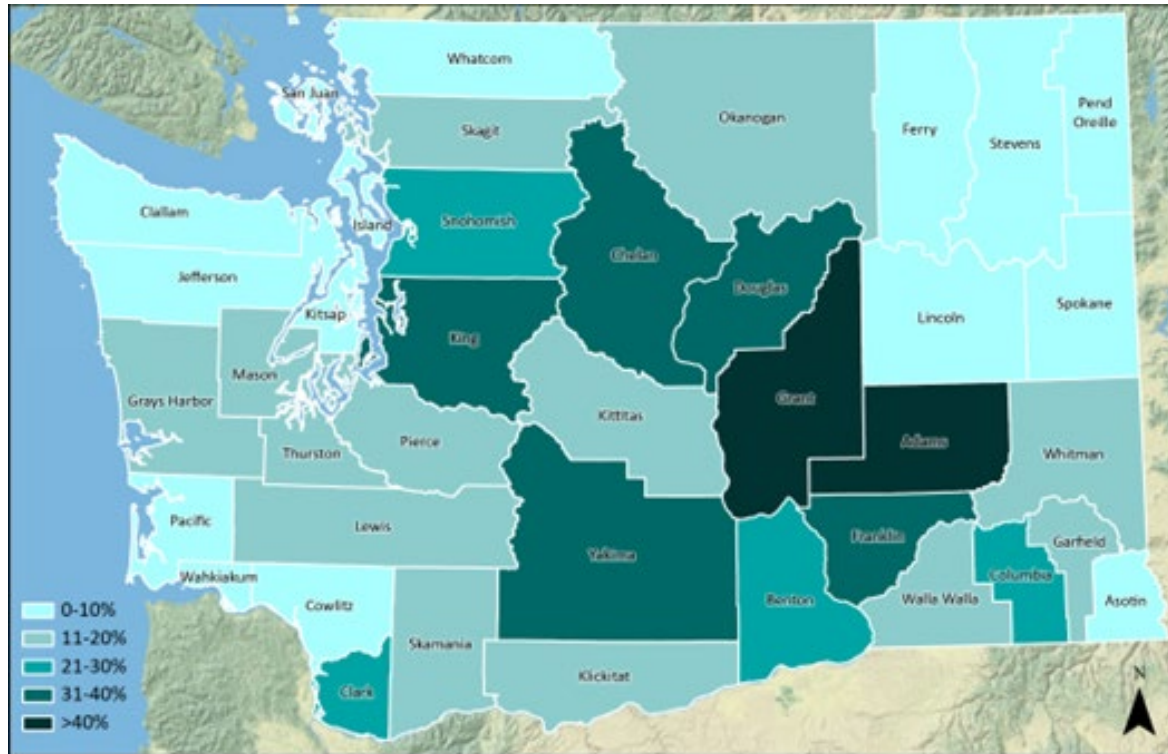 Whatcom
San Juan
Skagit
Okanogan
Ferry
Stevens
Pend
Oreille
Clallam
Island
Snohomish
Chelan
Jefferson
Douglas
Kitsap
King
Lincoln
Spokane
Mason
Grays Harbor
Kittitas
Grant
Adams
Pierce
Thurston
Whitman
Pacific
Lewis
Yakima
Franklin
Garfield
Wahkiakum
Columbia
Cowlitz
Benton
Walla Walla
Asotin
Skamania
Klickitat
Clark
0-10%
11-20%
21-30%
31-40%
>40%
N